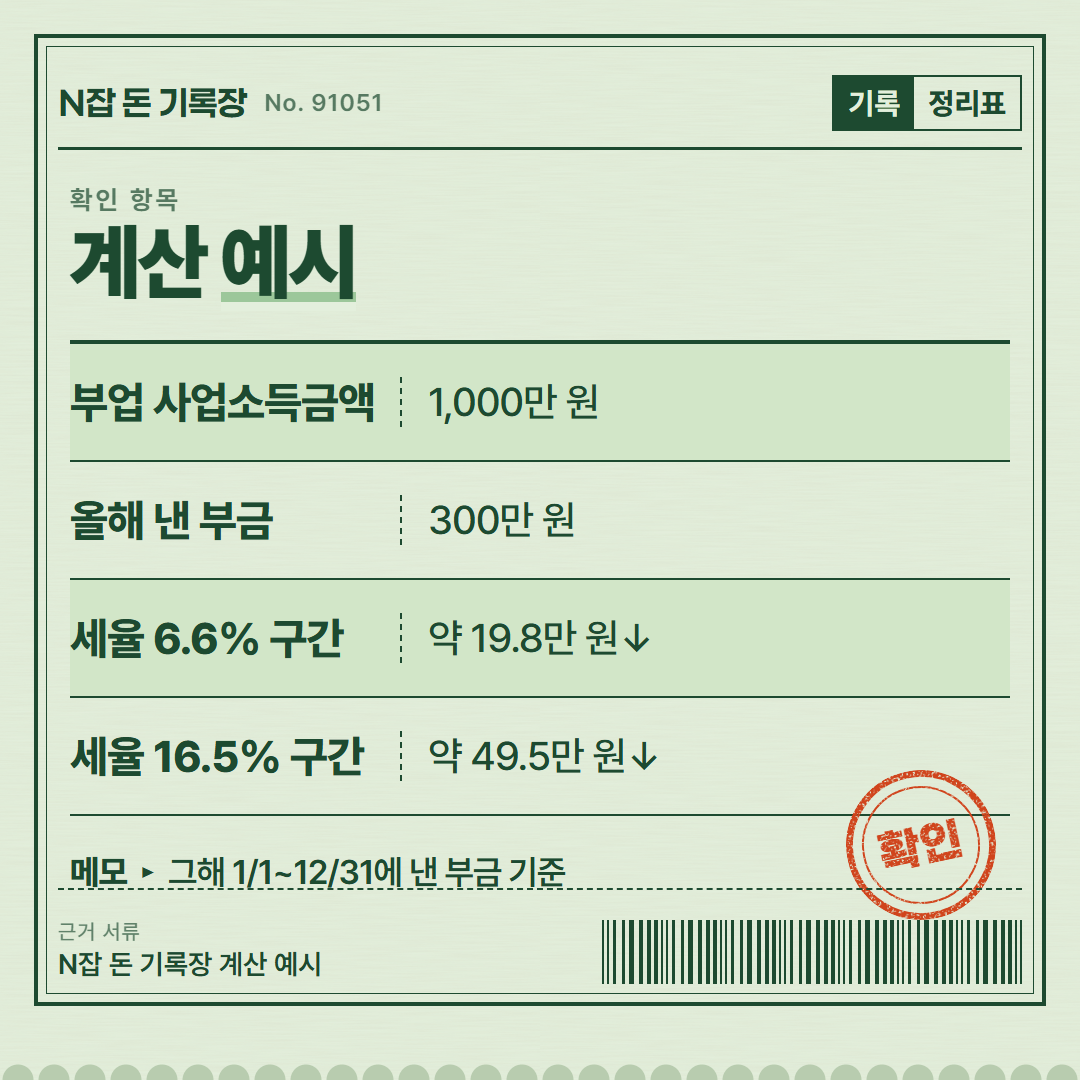 N잡 돈 기록장 No. 91051
기록 정리표
확인 항목
계산 예시
부업 사업소득금액 1,000만 원
올해 낸 부금 300만 원
세율 6.6% 구간 약 19.8만 원↓
세율 16.5% 구간 약 49.5만 원↓
확인
메모 ▸ 그해 1/1~12/31에 낸 부금 기준
근거 서류
N잡 돈 기록장 계산 예시